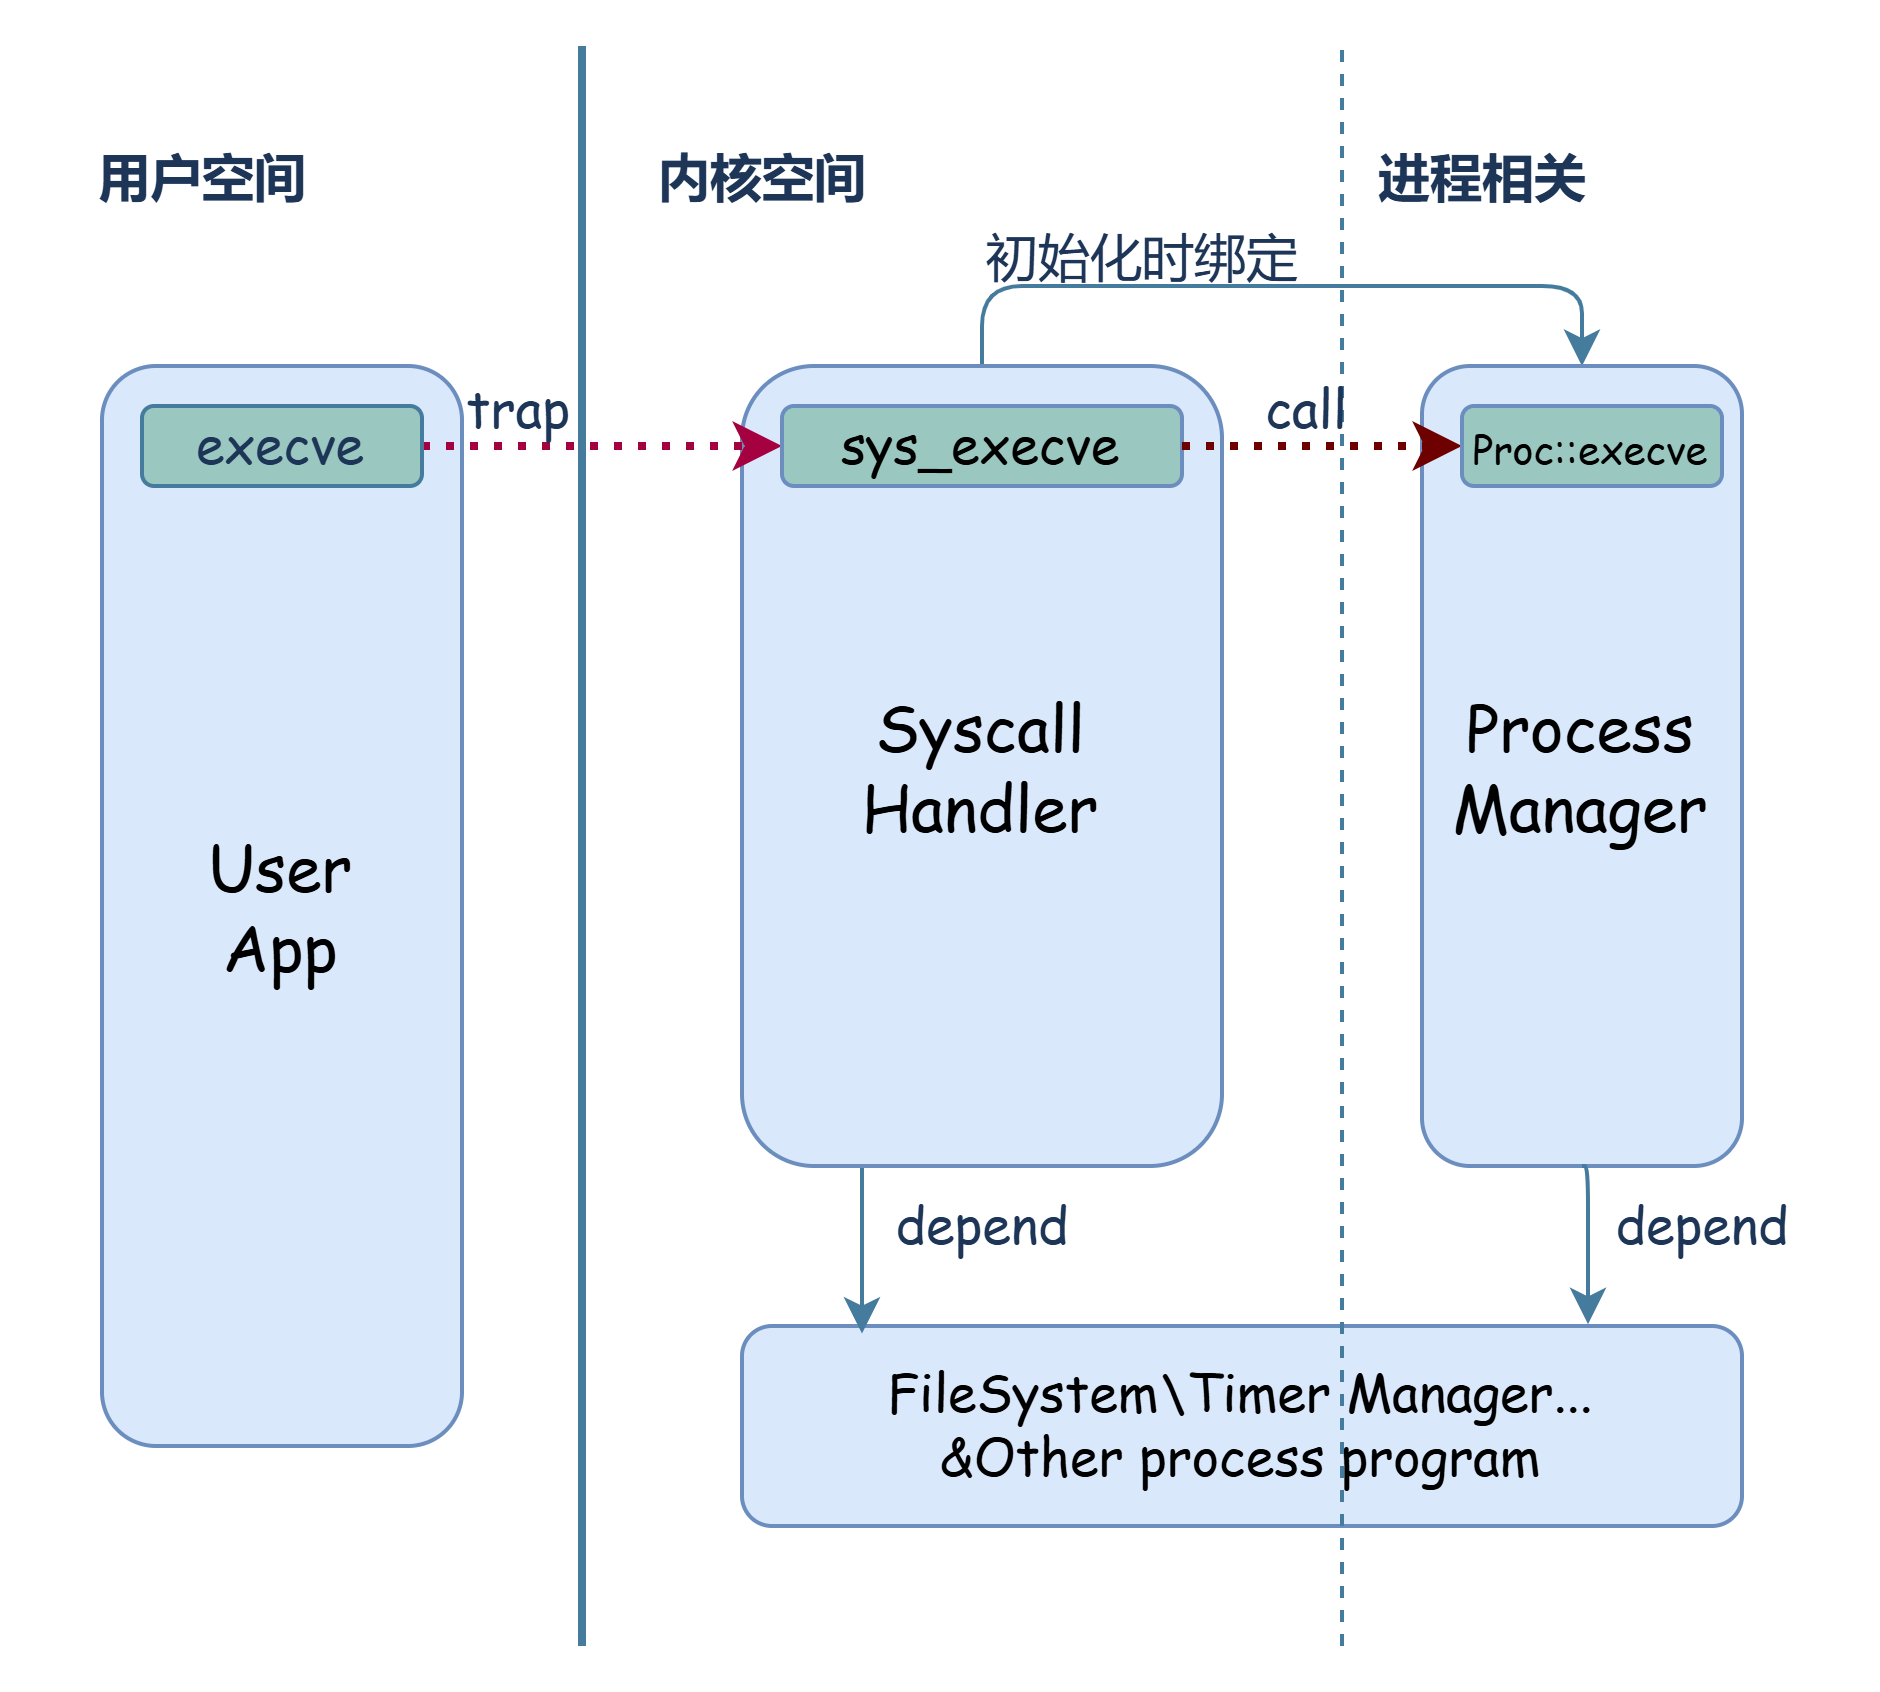 用户空间
内核空间
进程相关
初始化时绑定
trap
call
execve
sys_execve
Proc::execve
User
App
Syscall
Handler
Process
Manager
depend
depend
FileSystem\Timer Manager...
&Other process program